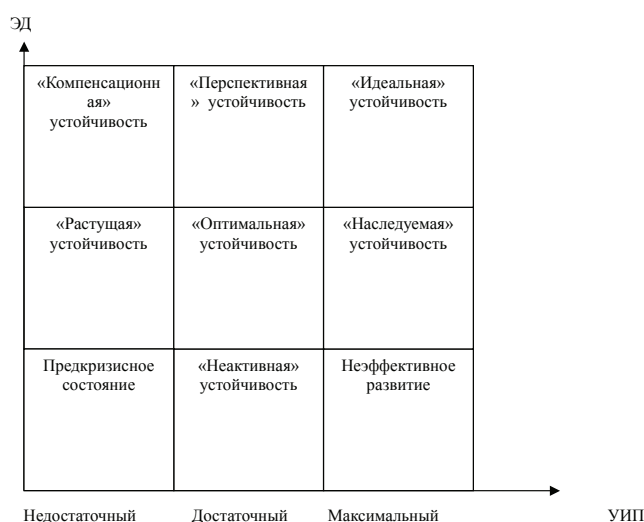 ЭД
«Компенсационн
ая»
устойчивость
«Перспективная
» устойчивость
«Идеальная»
устойчивость
«Растущая»
устойчивость
«Оптимальная»
устойчивость
«Наследуемая»
устойчивость
Предкризисное
состояние
«Неактивная»
устойчивость
Неэффективное
развитие
Недостаточный Достаточный Максимальный УИП